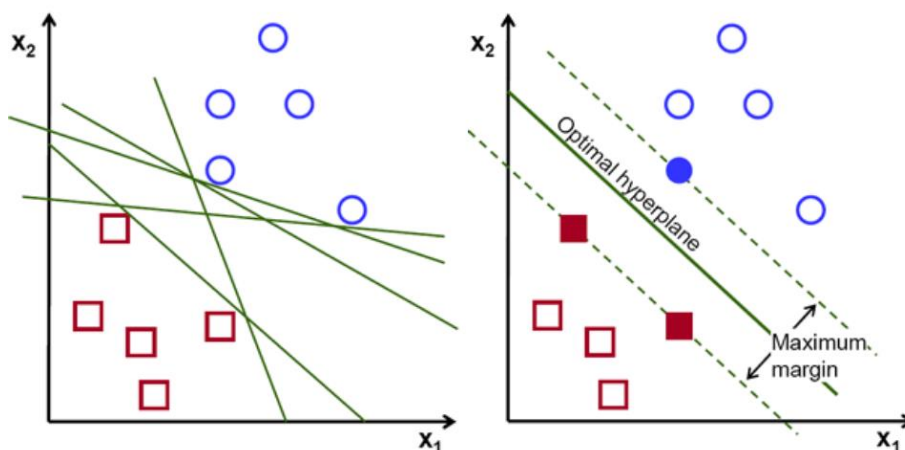 x₂
x₁
x₂
Optimal hyperplane
Maximum
margin
x₁